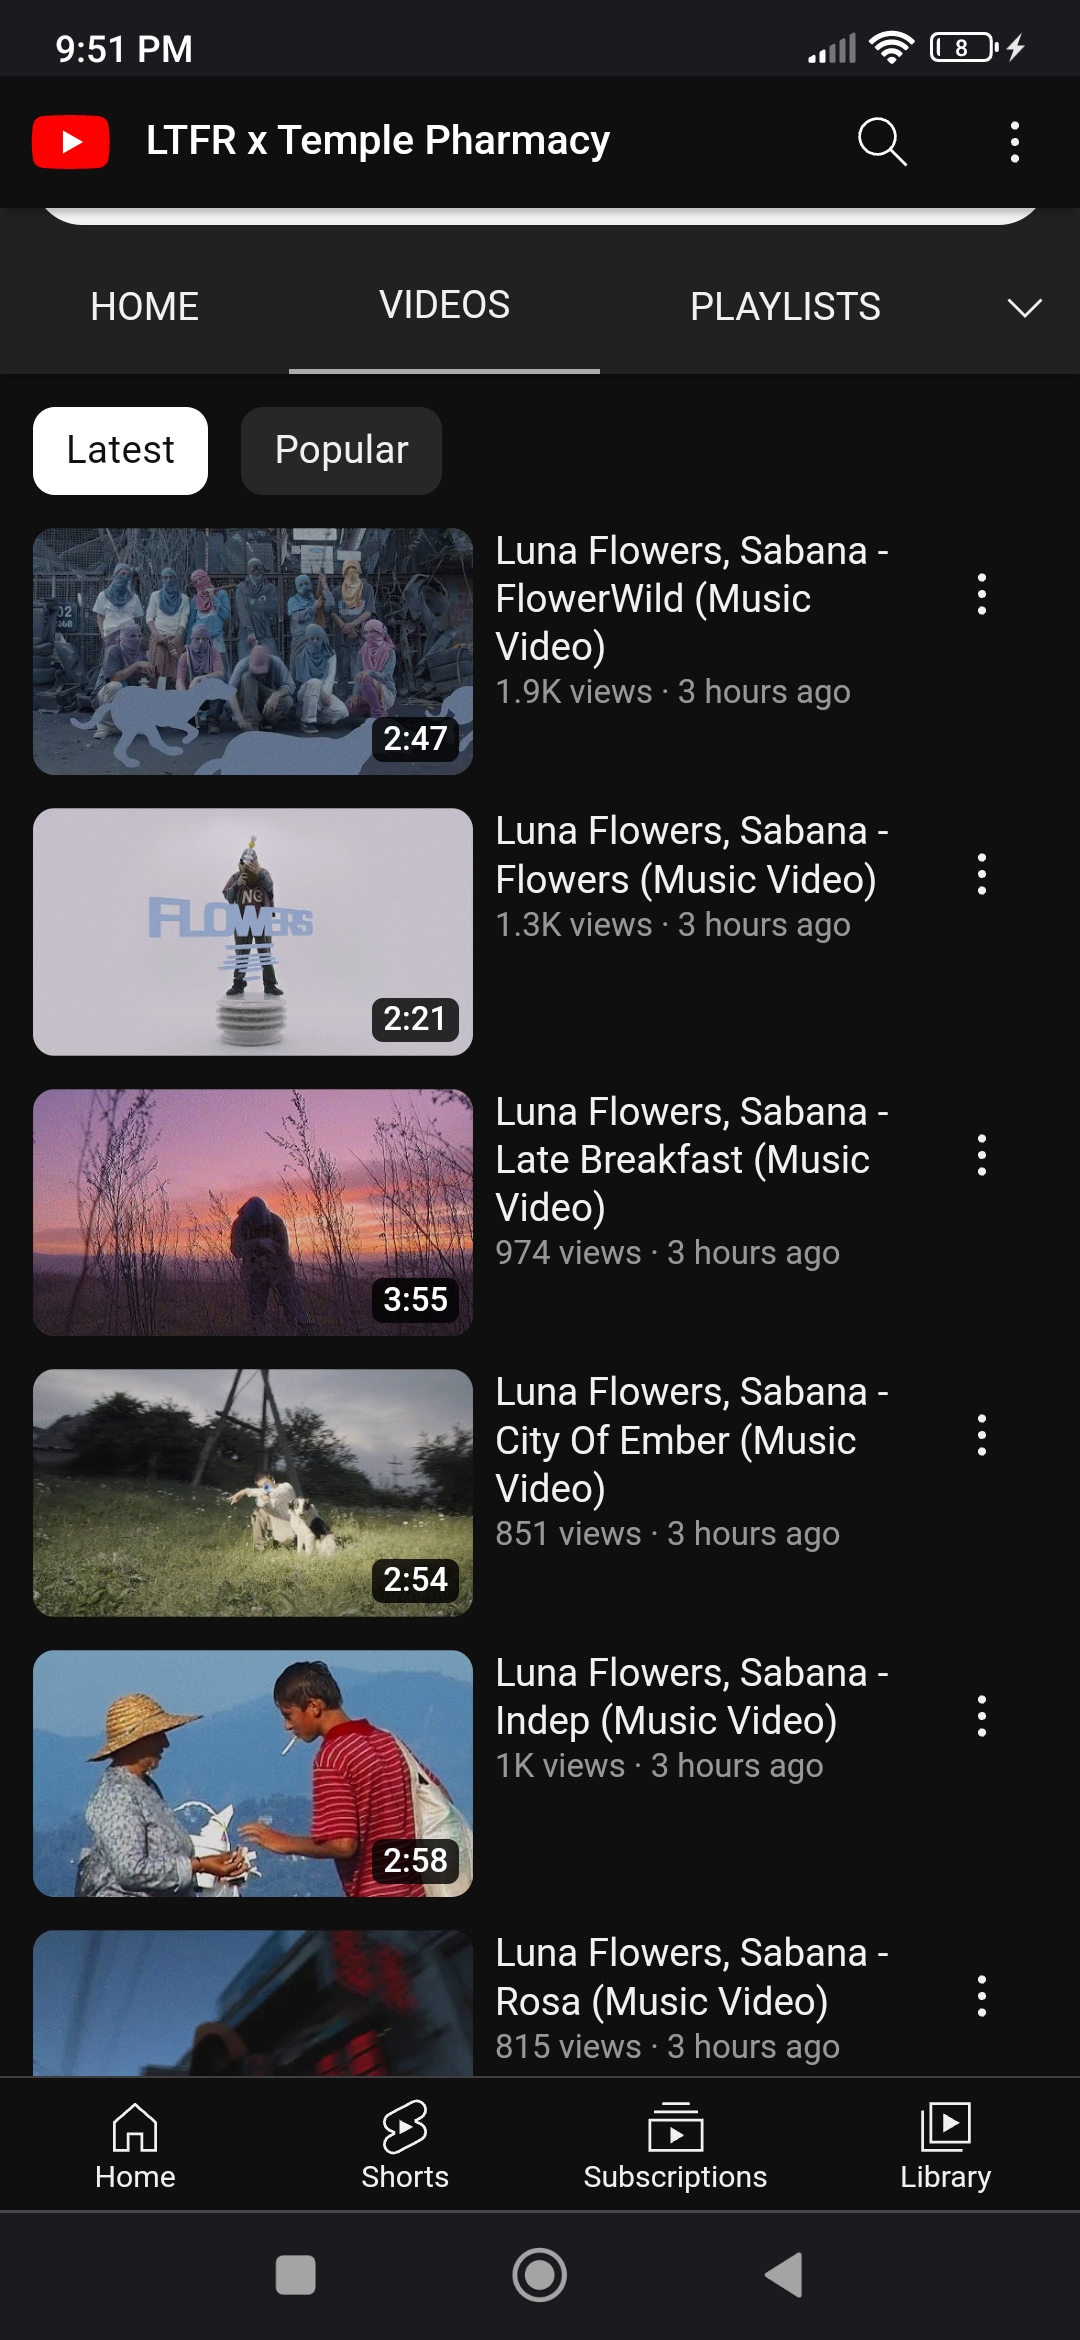 9:51 PM
8
LTFR x Temple Pharmacy
HOME
VIDEOS
PLAYLISTS
Latest
Popular
2:47
Luna Flowers, Sabana -
FlowerWild (Music
Video)
1.9K views · 3 hours ago
FLOWERS
NO
2:21
Luna Flowers, Sabana -
Flowers (Music Video)
1.3K views · 3 hours ago
3:55
Luna Flowers, Sabana -
Late Breakfast (Music
Video)
974 views · 3 hours ago
2:54
Luna Flowers, Sabana -
City Of Ember (Music
Video)
851 views · 3 hours ago
2:58
Luna Flowers, Sabana -
Indep (Music Video)
1K views · 3 hours ago
Luna Flowers, Sabana -
Rosa (Music Video)
815 views · 3 hours ago
Home
Shorts
Subscriptions
Library